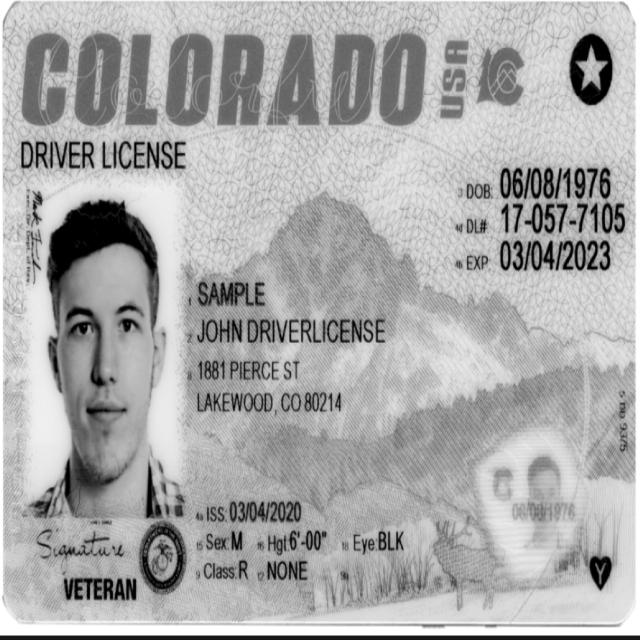 COLORADO USA C
DRIVER LICENSE
3 DOB: 06/08/1976
4d DL# 17-057-7105
4b EXP 03/04/2023
1 SAMPLE
2 JOHN DRIVERLICENSE
8 1881 PIERCE ST
LAKEWOOD, CO 80214
06/08/1976
4a ISS: 03/04/2020
15 Sex: M 16 Hgt: 6'-00" 18 Eye: BLK
9 Class: R 12 NONE
Signature
VETERAN
Y